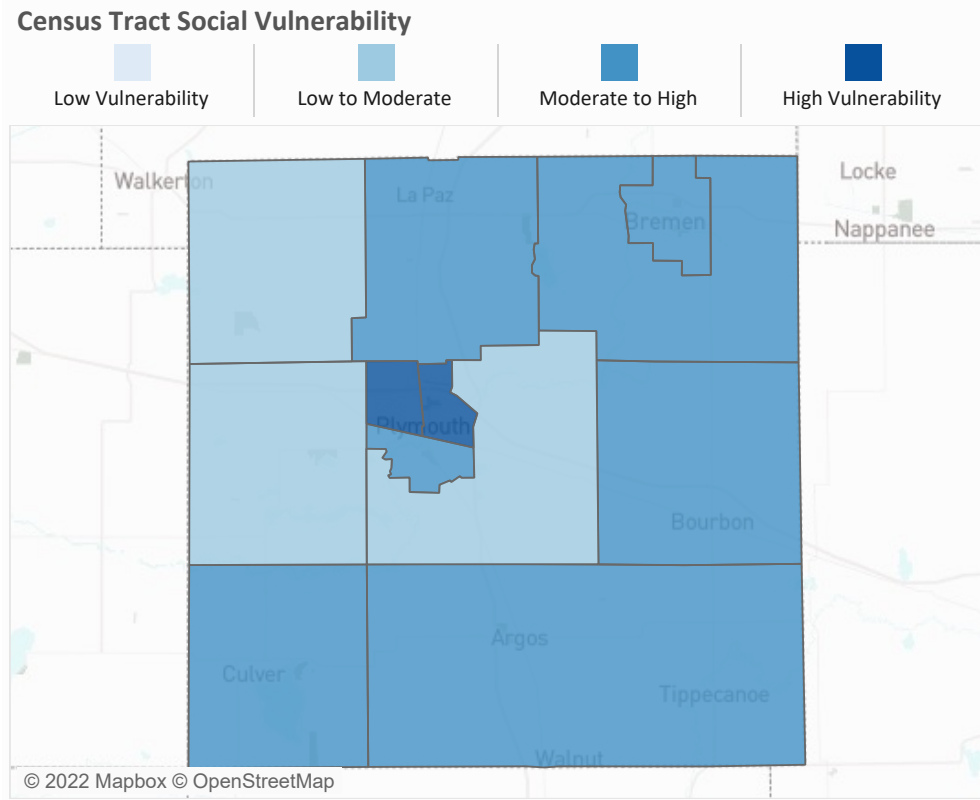 Census Tract Social Vulnerability
Low Vulnerability
Low to Moderate
Moderate to High
High Vulnerability
Walkerton
La Paz
Bremen
Locke
Nappanee
Plymouth
Bourbon
Argos
Culver
Tippecanoe
Walnut
© 2022 Mapbox © OpenStreetMap